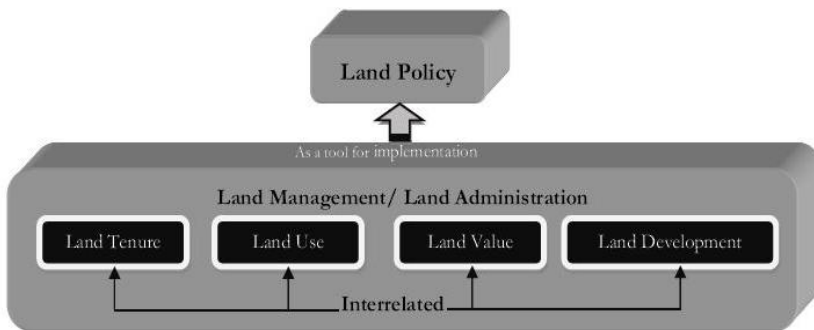 Land Policy
As a tool for implementation
Land Management/ Land Administration
Land Tenure
Land Use
Land Value
Land Development
Interrelated